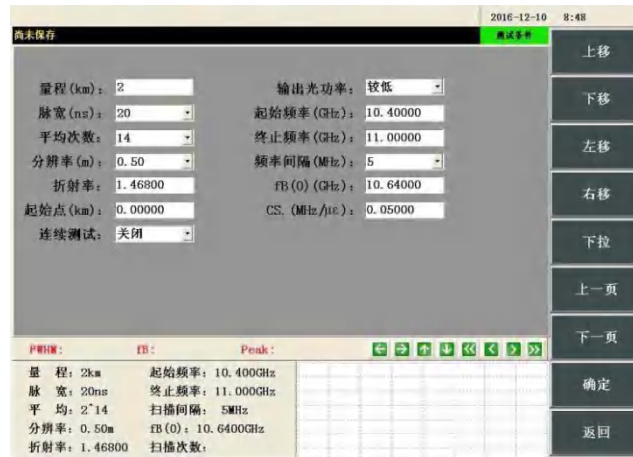 2016-12-10 8:48
尚未保存 测试条件
量程(km): 2 输出光功率: 较低
脉宽(ns): 20 起始频率(GHz): 10.40000
平均次数: 14 终止频率(GHz): 11.00000
分辨率(m): 0.50 频率间隔(MHz): 5
折射率: 1.46800 fB(0)(GHz): 10.64000
起始点(km): 0.00000 CS.(MHz/με): 0.05000
连续测试: 关闭
上移
下移
左移
右移
下拉
上一页
下一页
确定
返回
PWHM: fB: Peak:
量 程: 2km 起始频率: 10.400GHz
脉 宽: 20ns 终止频率: 11.000GHz
平 均: 2^14 扫描间隔: 5MHz
分辨率: 0.50m fB(0): 10.6400GHz
折射率: 1.46800 扫描次数: